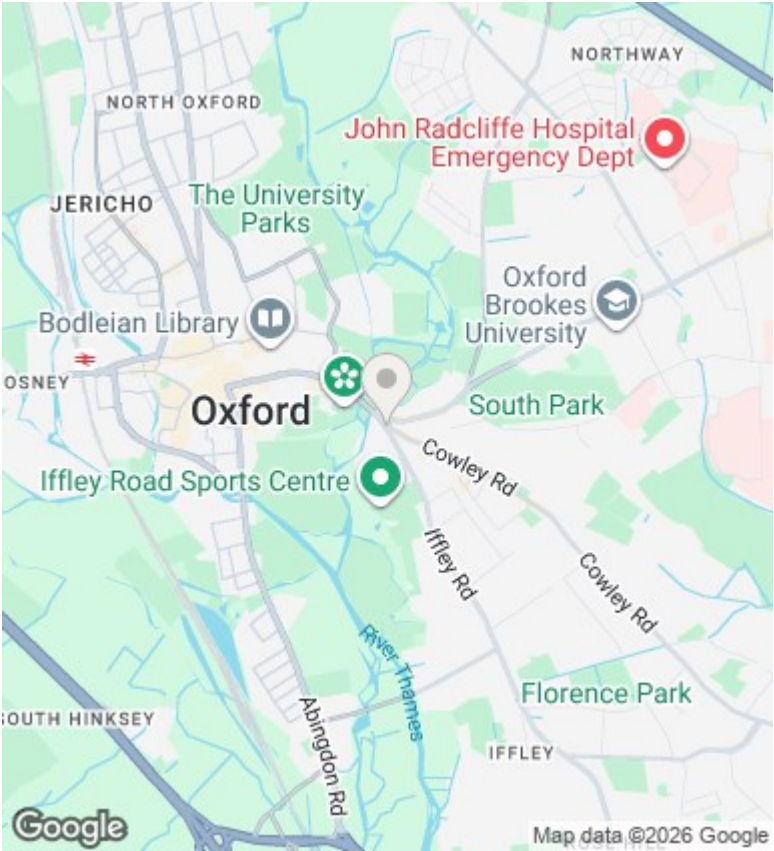 NORTHWAY
NORTH OXFORD
John Radcliffe Hospital
Emergency Dept
JERICHO
The University
Parks
Oxford
Brookes
University
Bodleian Library
OSNEY
Oxford
South Park
Cowley Rd
Iffley Road Sports Centre
Iffley Rd
Cowley Rd
River Thames
Florence Park
SOUTH HINKSEY
Abingdon Rd
IFFLEY
Google
Map data ©2026 Google